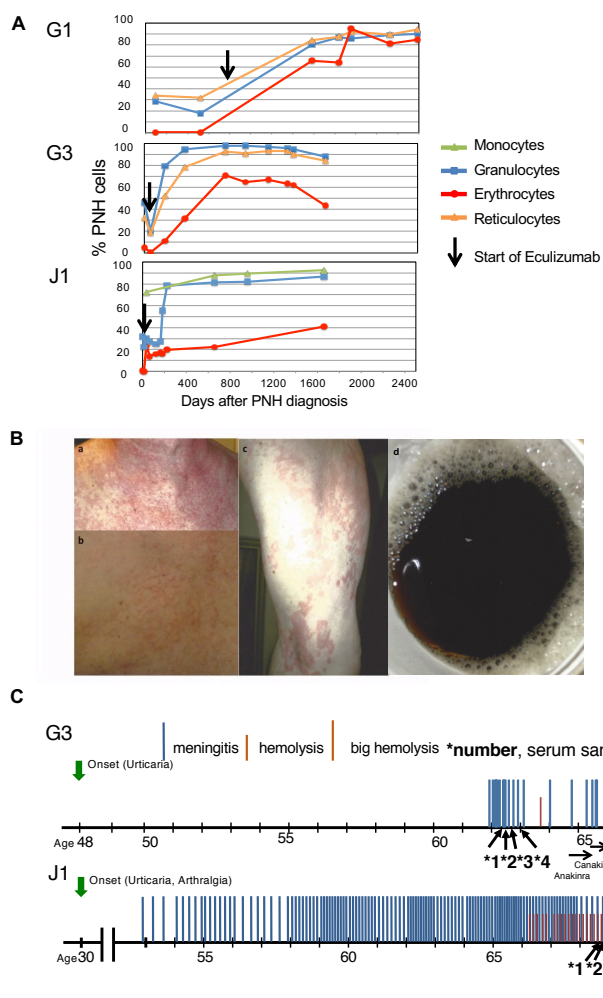 A
G1
100
80
60
40
20
0
G3
100
80
60
40
20
0
J1
100
80
60
40
20
0
% PNH cells
0 400 800 1200 1600 2000 2400
Days after PNH diagnosis
Monocytes
Granulocytes
Erythrocytes
Reticulocytes
Start of Eculizumab
B
a
b
c
d
C
G3
meningitis hemolysis big hemolysis *number, serum sar
Onset (Urticaria)
Age 48 50 55 60 65
*1 *2 *3 *4
Canaki
Anakinra
J1
Onset (Urticaria, Arthralgia)
Age 30 55 60 65
*1 *2